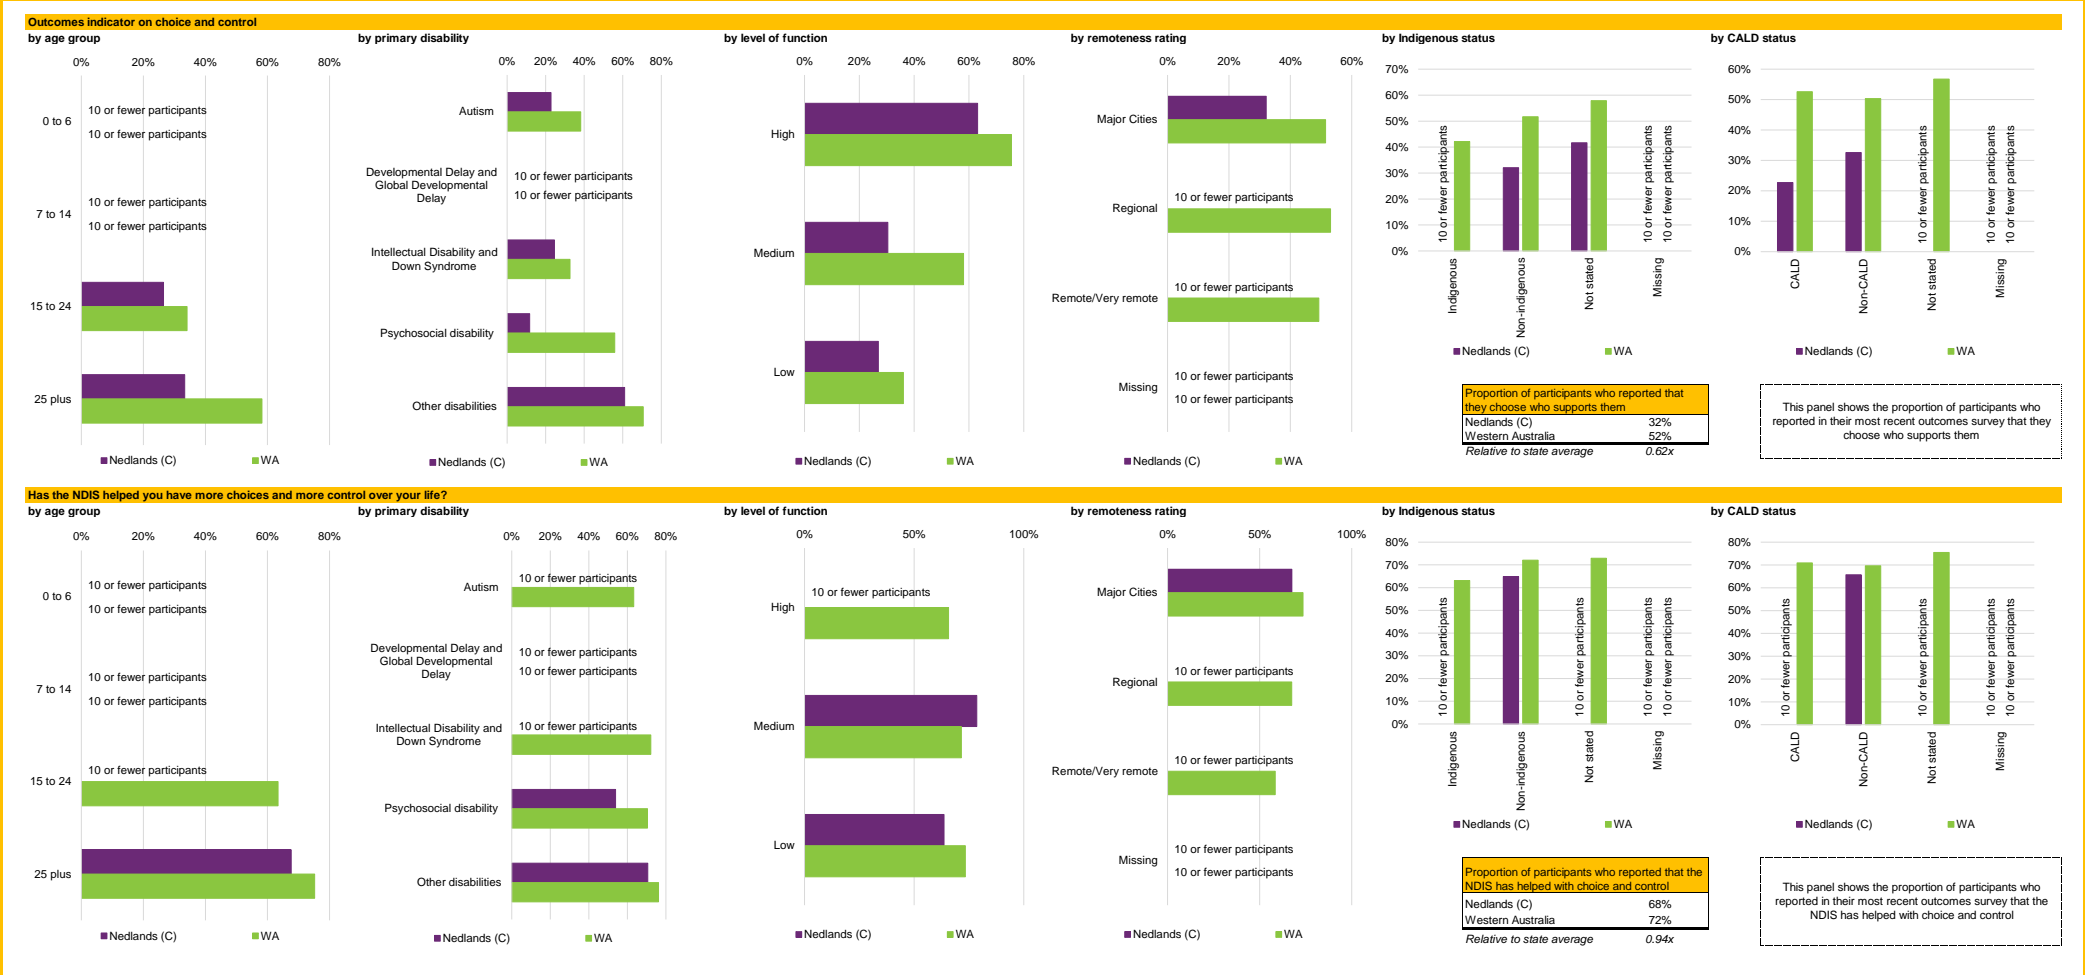 Outcomes indicator on choice and control
by age group
0% 20% 40% 60% 80%
0 to 6
10 or fewer participants
10 or fewer participants
7 to 14
10 or fewer participants
10 or fewer participants
15 to 24
25 plus
Nedlands (C) WA
by primary disability
0% 20% 40% 60% 80%
Autism
Developmental Delay and
Global Developmental
Delay
10 or fewer participants
10 or fewer participants
Intellectual Disability and
Down Syndrome
Psychosocial disability
Other disabilities
Nedlands (C) WA
by level of function
0% 20% 40% 60% 80%
High
Medium
Low
Nedlands (C) WA
by remoteness rating
0% 20% 40% 60%
Major Cities
Regional
10 or fewer participants
Remote/Very remote
10 or fewer participants
Missing
10 or fewer participants
10 or fewer participants
Nedlands (C) WA
by Indigenous status
70%
60%
50%
40%
30%
20%
10%
0%
10 or fewer participants
10 or fewer participants
10 or fewer participants
Indigenous
Non-indigenous
Not stated
Missing
Nedlands (C) WA
by CALD status
60%
50%
40%
30%
20%
10%
0%
10 or fewer participants
10 or fewer participants
10 or fewer participants
CALD
Non-CALD
Not stated
Missing
Nedlands (C) WA
Proportion of participants who reported that
they choose who supports them
Nedlands (C) 32%
Western Australia 52%
Relative to state average 0.62x
This panel shows the proportion of participants who
reported in their most recent outcomes survey that they
choose who supports them
Has the NDIS helped you have more choices and more control over your life?
by age group
0% 20% 40% 60% 80%
0 to 6
10 or fewer participants
10 or fewer participants
7 to 14
10 or fewer participants
10 or fewer participants
15 to 24
10 or fewer participants
25 plus
Nedlands (C) WA
by primary disability
0% 20% 40% 60% 80%
Autism
10 or fewer participants
Developmental Delay and
Global Developmental
Delay
10 or fewer participants
10 or fewer participants
Intellectual Disability and
Down Syndrome
10 or fewer participants
Psychosocial disability
Other disabilities
Nedlands (C) WA
by level of function
0% 50% 100%
High
10 or fewer participants
Medium
Low
Nedlands (C) WA
by remoteness rating
0% 50% 100%
Major Cities
Regional
10 or fewer participants
Remote/Very remote
10 or fewer participants
Missing
10 or fewer participants
10 or fewer participants
Nedlands (C) WA
by Indigenous status
80%
70%
60%
50%
40%
30%
20%
10%
0%
10 or fewer participants
10 or fewer participants
10 or fewer participants
10 or fewer participants
Indigenous
Non-indigenous
Not stated
Missing
Nedlands (C) WA
by CALD status
80%
70%
60%
50%
40%
30%
20%
10%
0%
10 or fewer participants
10 or fewer participants
10 or fewer participants
10 or fewer participants
CALD
Non-CALD
Not stated
Missing
Nedlands (C) WA
Proportion of participants who reported that the
NDIS has helped with choice and control
Nedlands (C) 68%
Western Australia 72%
Relative to state average 0.94x
This panel shows the proportion of participants who
reported in their most recent outcomes survey that the
NDIS has helped with choice and control